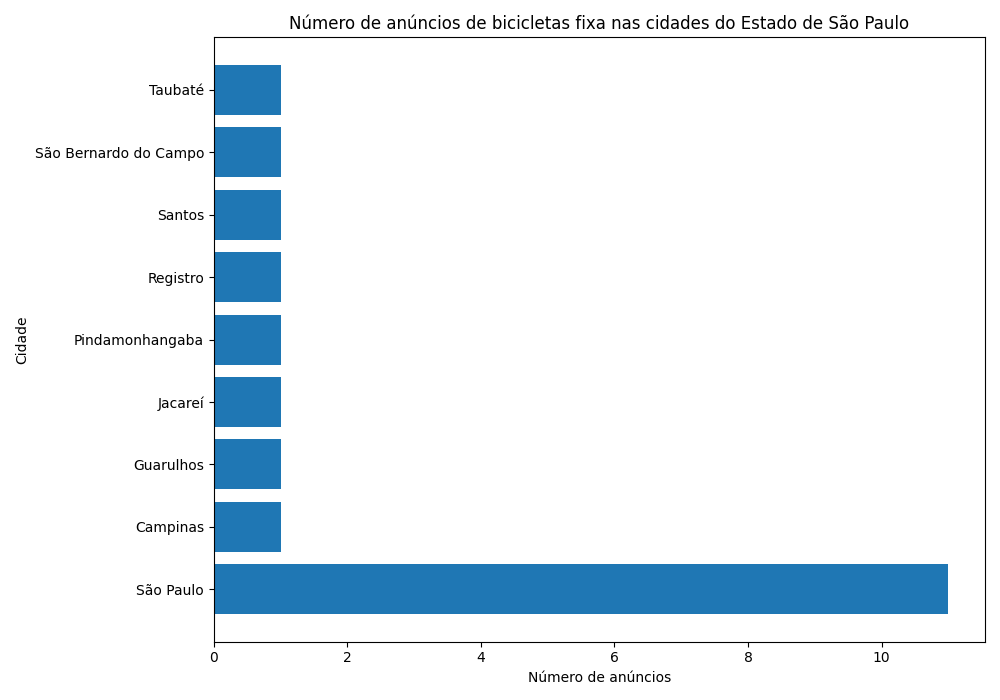 Número de anúncios de bicicletas fixa nas cidades do Estado de São Paulo
Taubaté
São Bernardo do Campo
Santos
Registro
Pindamonhangaba
Jacareí
Guarulhos
Campinas
São Paulo
Cidade
0 2 4 6 8 10
Número de anúncios